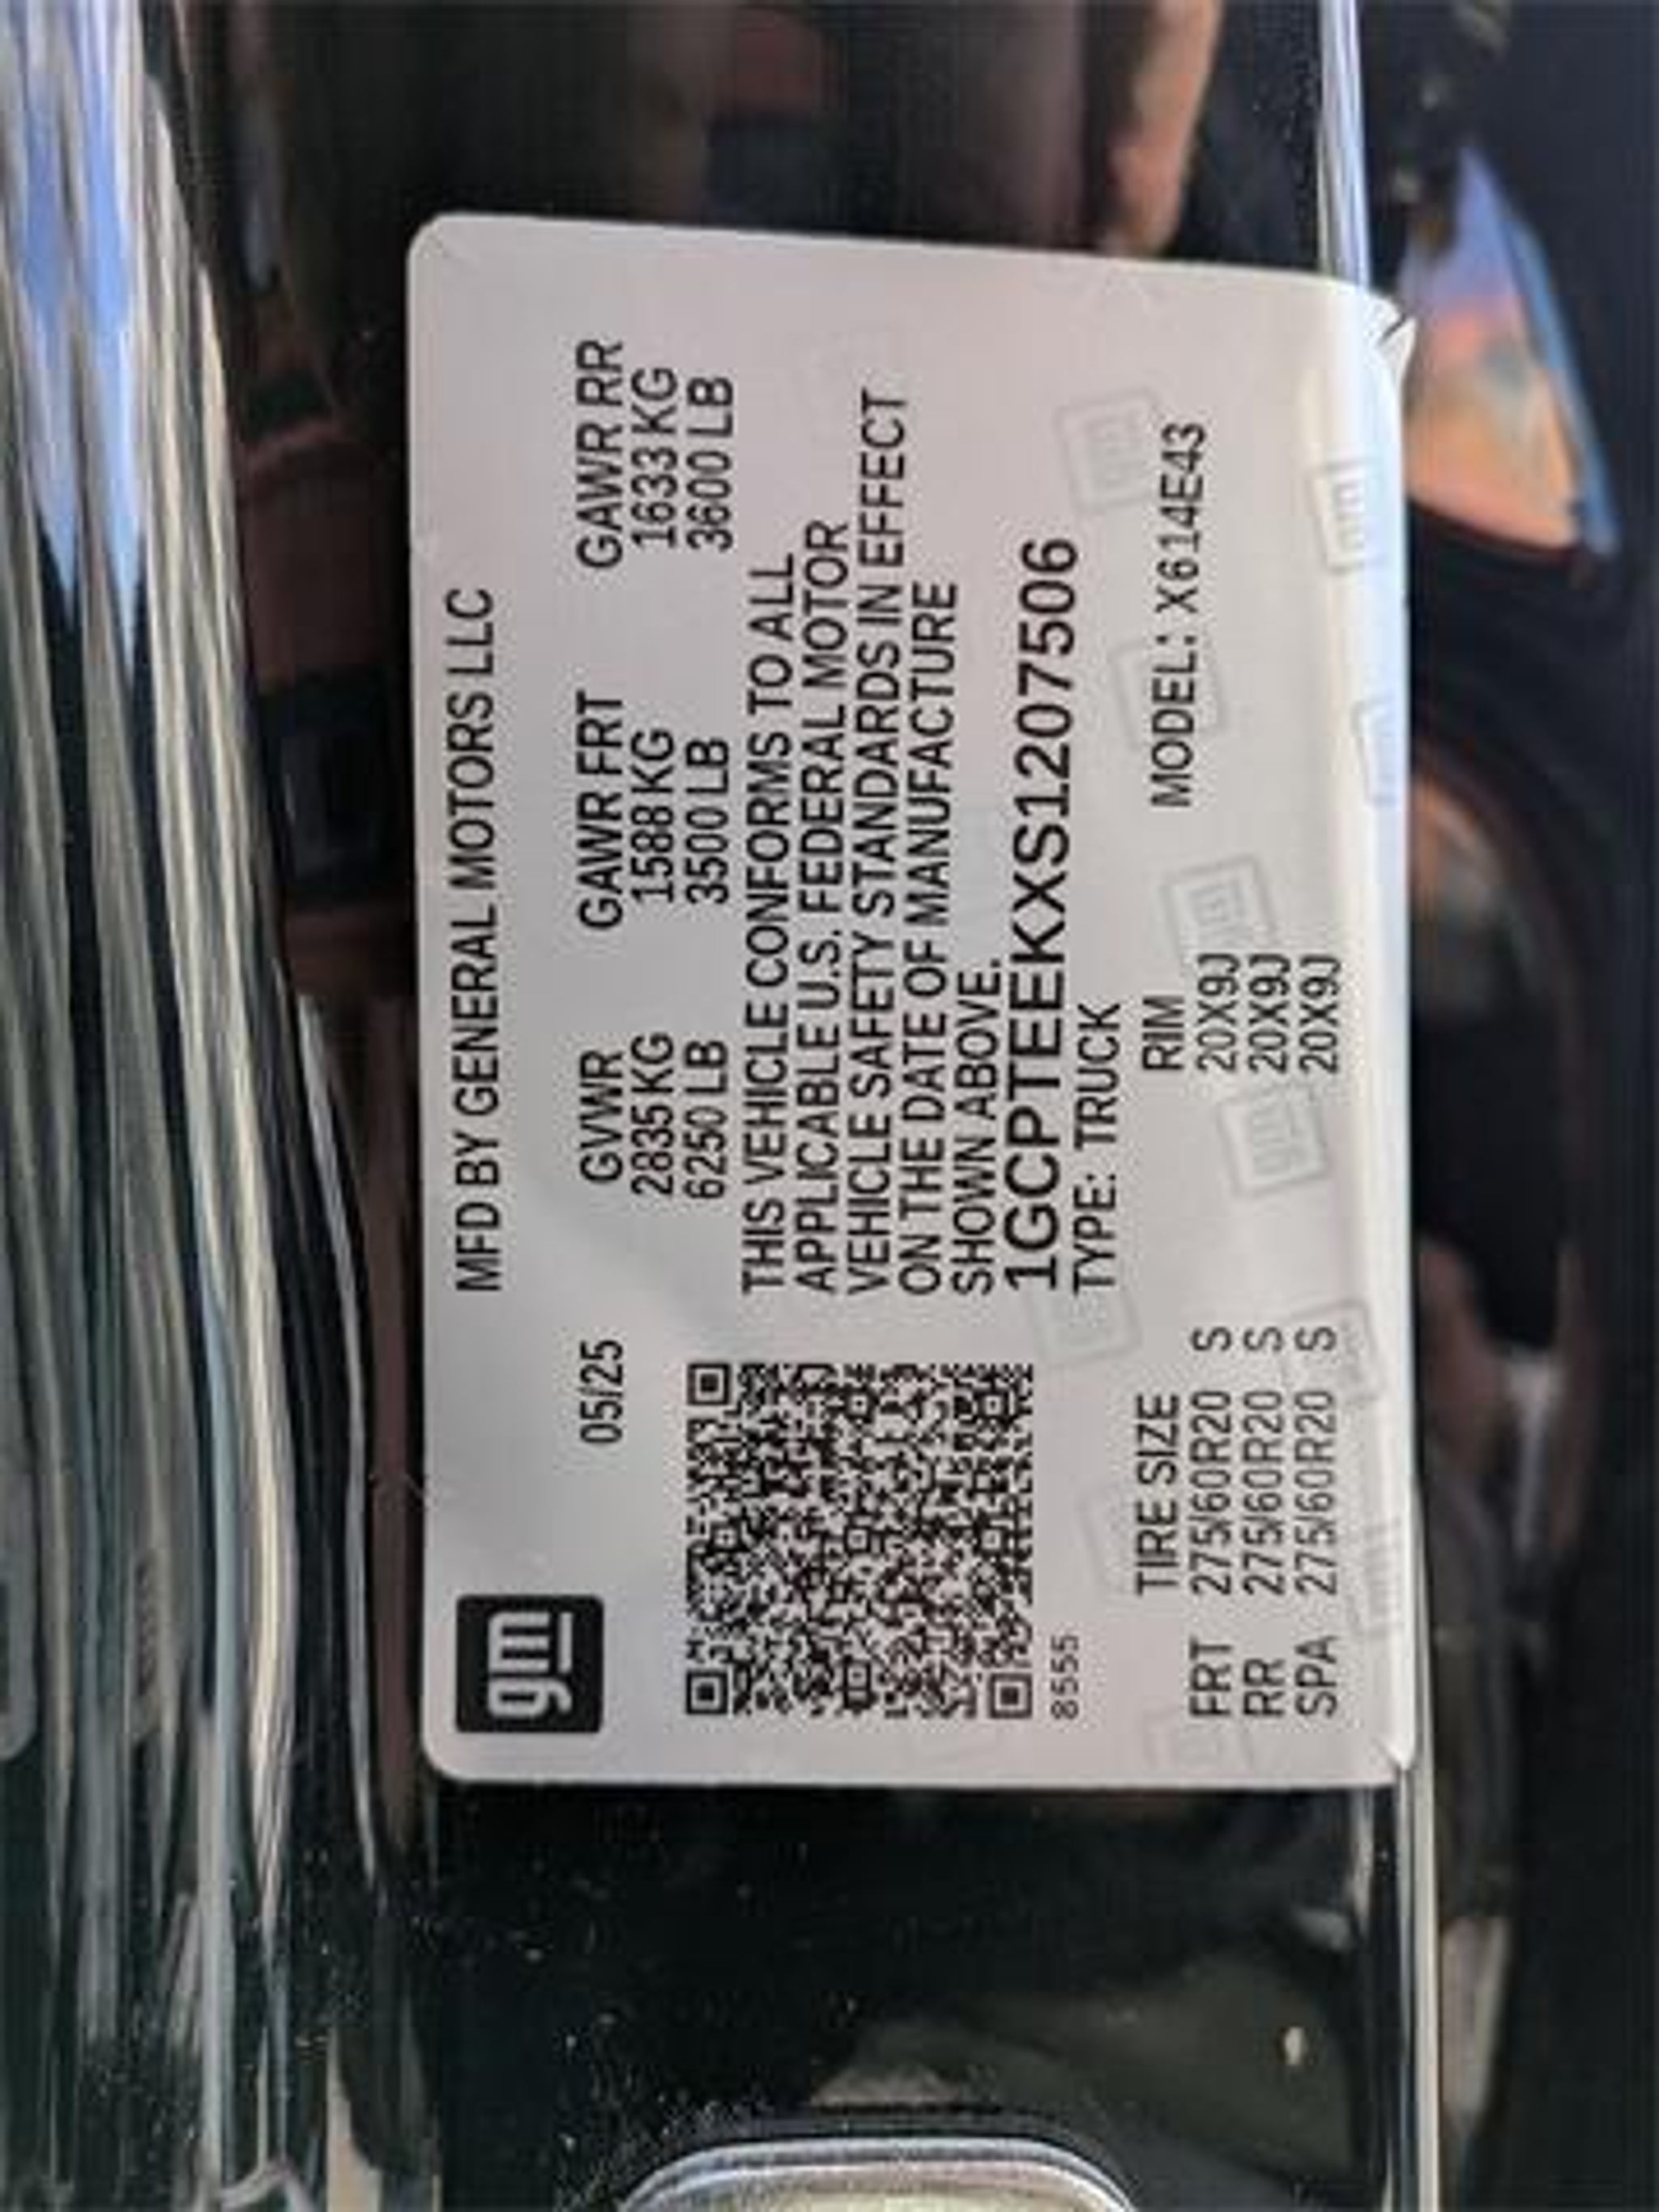 gm
MFD BY GENERAL MOTORS LLC
05/25
GVWR GAWR FRT GAWR RR
2835 KG 1588 KG 1633 KG
6250 LB 3500 LB 3600 LB
THIS VEHICLE CONFORMS TO ALL
APPLICABLE U.S. FEDERAL MOTOR
VEHICLE SAFETY STANDARDS IN EFFECT
ON THE DATE OF MANUFACTURE
SHOWN ABOVE.
1GCPTEEKXS1207506
TYPE: TRUCK
8555
MODEL: X614E43
TIRE SIZE RIM
FRT 275/60R20 S 20X9J
RR 275/60R20 S 20X9J
SPA 275/60R20 S 20X9J